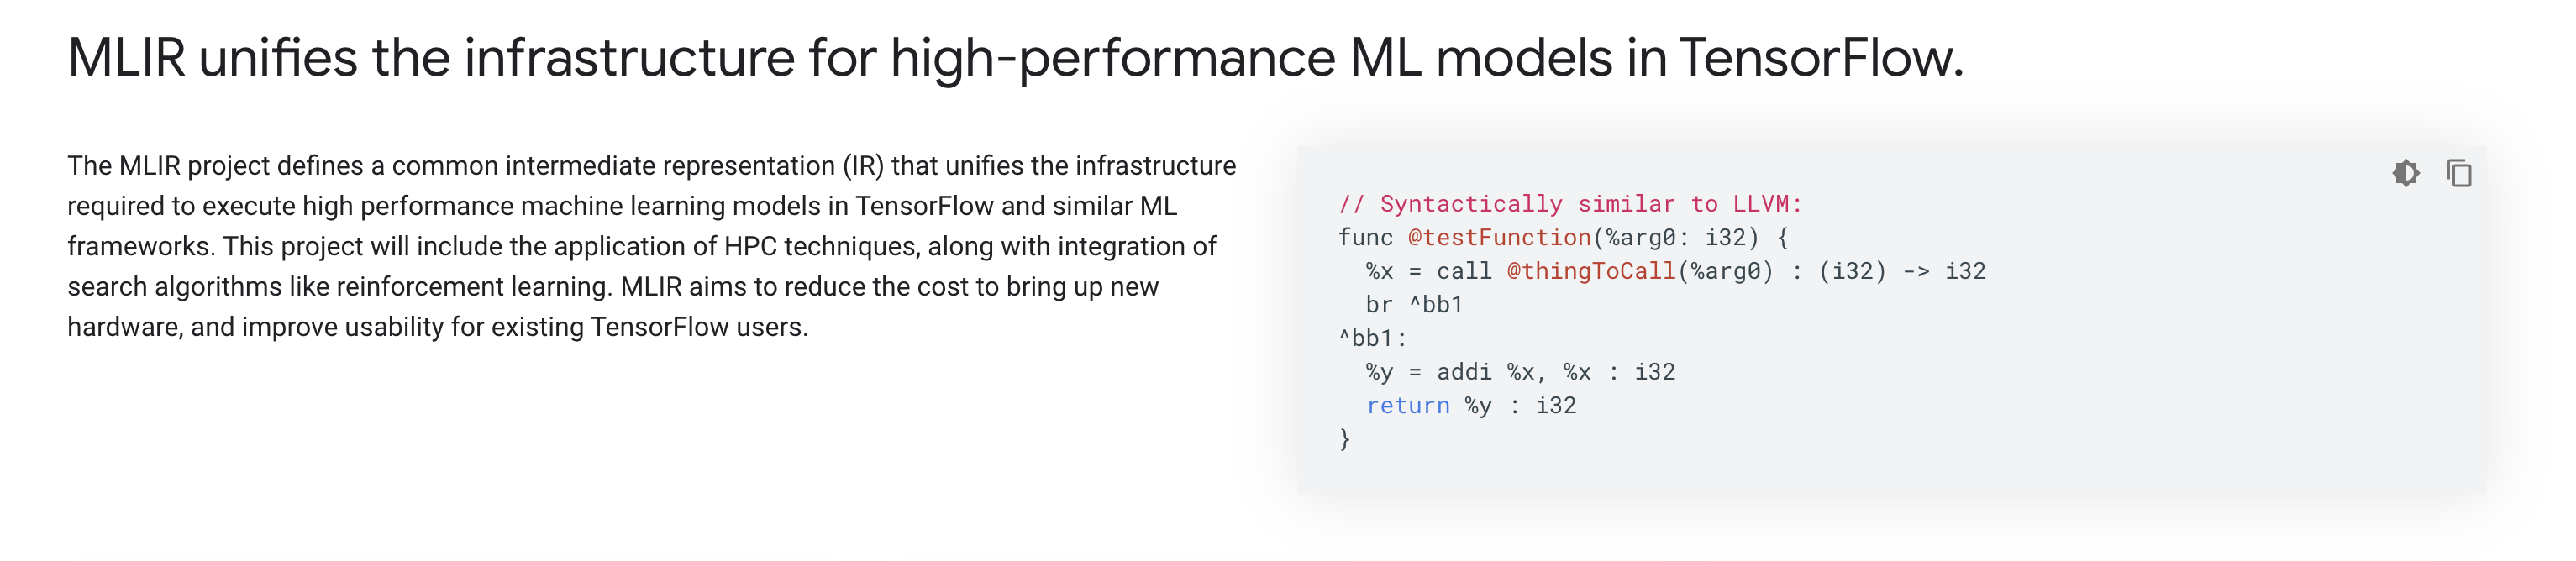 MLIR unifies the infrastructure for high-performance ML models in TensorFlow.
The MLIR project defines a common intermediate representation (IR) that unifies the infrastructure
required to execute high performance machine learning models in TensorFlow and similar ML
frameworks. This project will include the application of HPC techniques, along with integration of
search algorithms like reinforcement learning. MLIR aims to reduce the cost to bring up new
hardware, and improve usability for existing TensorFlow users.
// Syntactically similar to LLVM:
func @testFunction(%arg0: i32) {
  %x = call @thingToCall(%arg0) : (i32) -> i32
  br ^bb1
^bb1:
  %y = addi %x, %x : i32
  return %y : i32
}